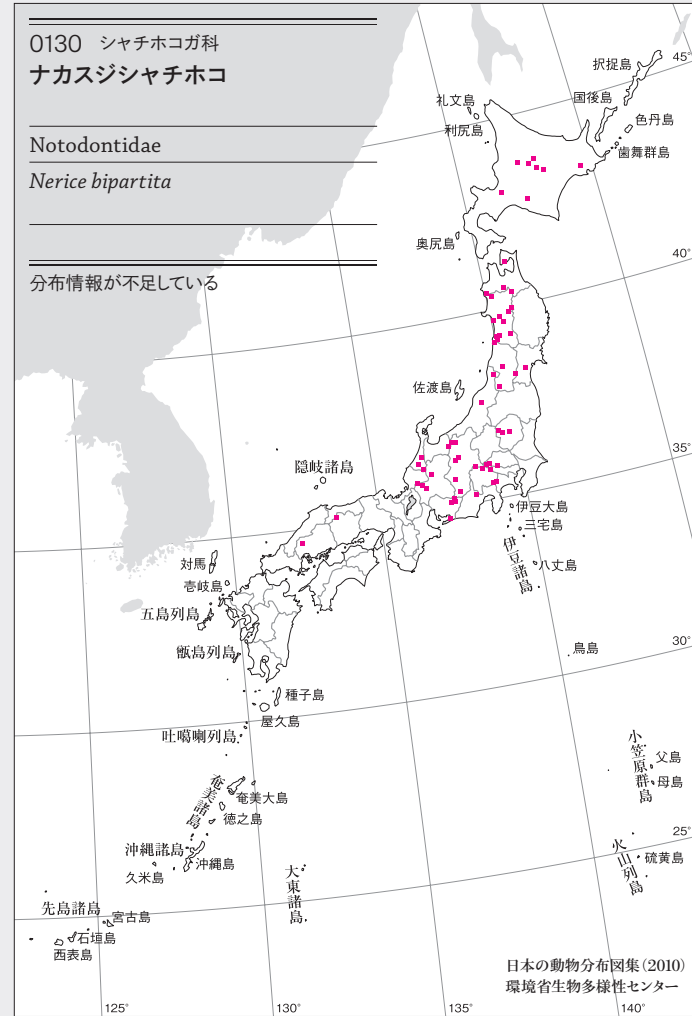 0130 シャチホコガ科
ナカスジシャチホコ
Notodontidae
Nerice bipartita
分布情報が不足している
択捉島
45°
国後島
礼文島
色丹島
利尻島
歯舞群島
奥尻島
40°
佐渡島
35°
隠岐諸島
伊豆大島
三宅島
伊豆諸島
八丈島
対馬
壱岐島
五島列島
甑島列島
鳥島
30°
種子島
屋久島
吐噶喇列島
小笠原群島
父島
母島
奄美諸島
奄美大島
徳之島
25°
沖縄諸島
沖縄島
久米島
火山列島
硫黄島
大東諸島
先島諸島
宮古島
石垣島
西表島
日本の動物分布図集(2010)
環境省生物多様性センター
125°
130°
135°
140°